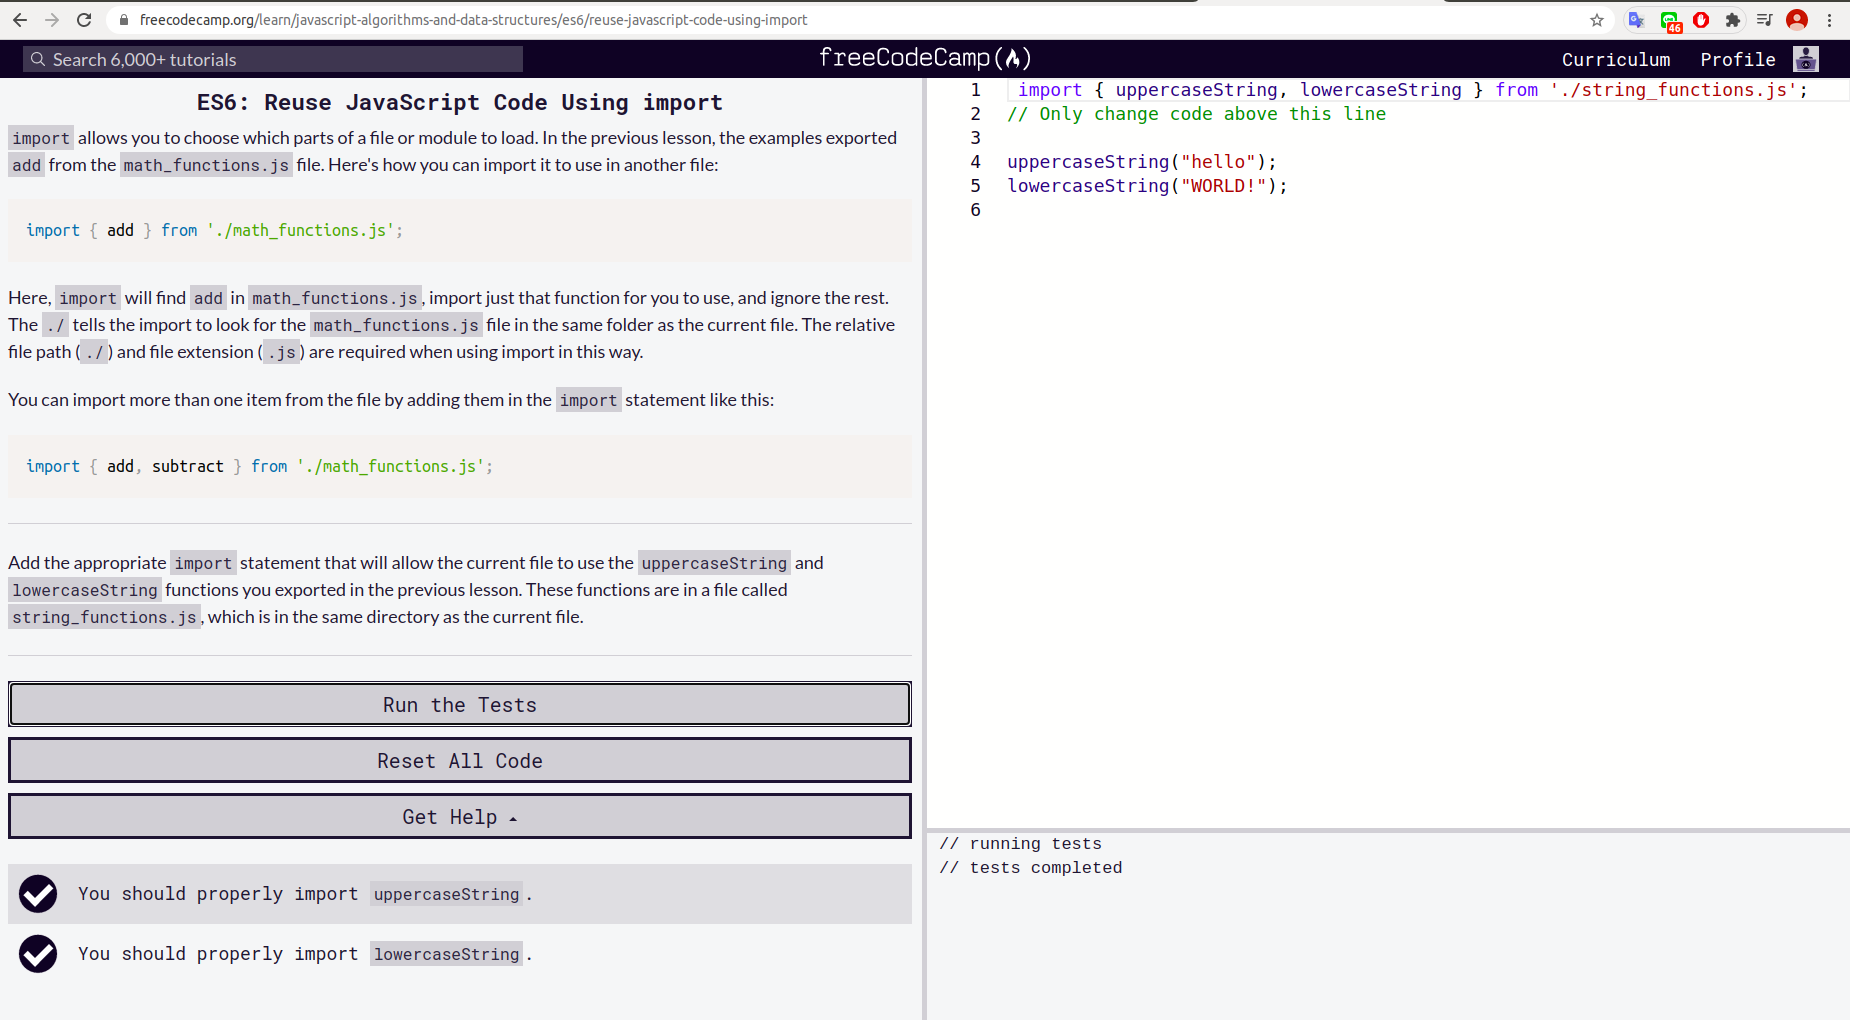 freecodecamp.org/learn/javascript-algorithms-and-data-structures/es6/reuse-javascript-code-using-import
46
Search 6,000+ tutorials
freeCodeCamp
Curriculum
Profile
ES6: Reuse JavaScript Code Using import
import allows you to choose which parts of a file or module to load. In the previous lesson, the examples exported
add from the math_functions.js file. Here's how you can import it to use in another file:
import { add } from './math_functions.js';
Here, import will find add in math_functions.js, import just that function for you to use, and ignore the rest.
The ./ tells the import to look for the math_functions.js file in the same folder as the current file. The relative
file path (./) and file extension (.js) are required when using import in this way.
You can import more than one item from the file by adding them in the import statement like this:
import { add, subtract } from './math_functions.js';
Add the appropriate import statement that will allow the current file to use the uppercaseString and
lowercaseString functions you exported in the previous lesson. These functions are in a file called
string_functions.js, which is in the same directory as the current file.
Run the Tests
Reset All Code
Get Help
You should properly import uppercaseString.
You should properly import lowercaseString.
1 import { uppercaseString, lowercaseString } from './string_functions.js';
2 // Only change code above this line
3
4 uppercaseString("hello");
5 lowercaseString("WORLD!");
6
// running tests
// tests completed